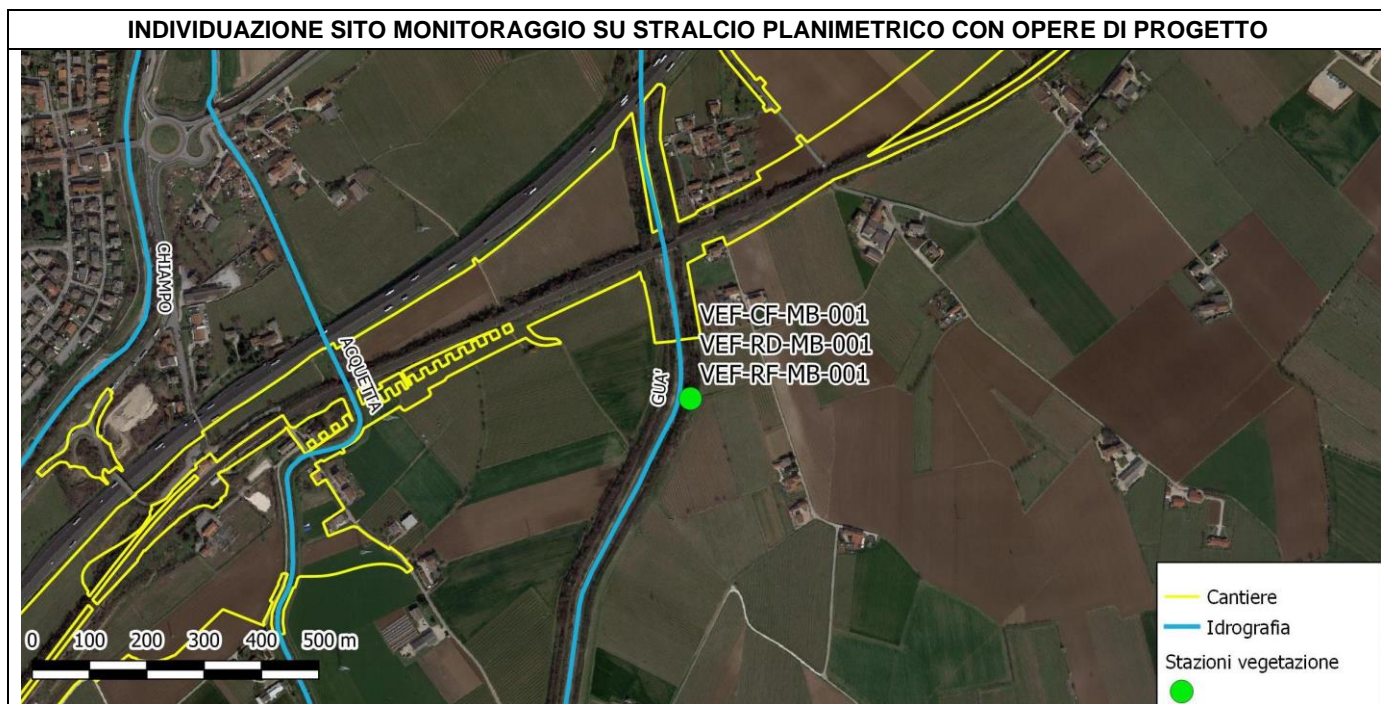 INDIVIDUAZIONE SITO MONITORAGGIO SU STRALCIO PLANIMETRICO CON OPERE DI PROGETTO
CHIAMPO
ACQUETTA
GUA'
VEF-CF-MB-001
VEF-RD-MB-001
VEF-RF-MB-001
0 100 200 300 400 500 m
Cantiere
Idrografia
Stazioni vegetazione